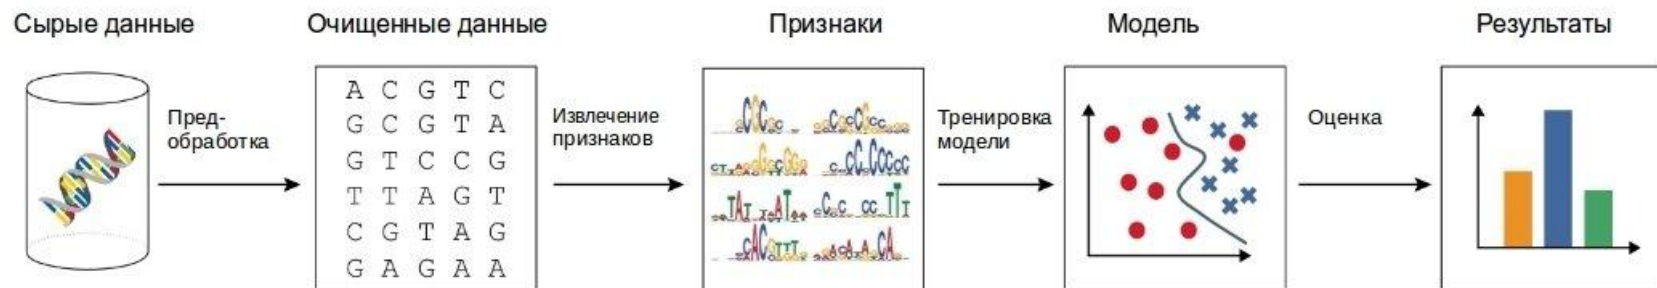 Сырые данные
Очищенные данные
Признаки
Модель
Результаты
Пред-
обработка
A C G T C
G C G T A
G T C C G
T T A G T
C G T A G
G A G A A
Извлечение
признаков
Тренировка
модели
Оценка